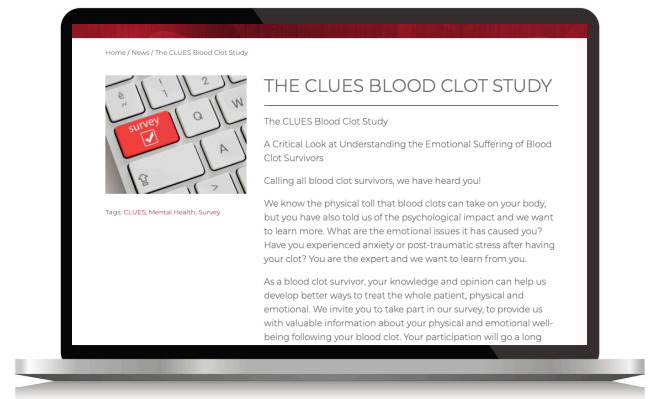 Home / News / The CLUES Blood Clot Study
THE CLUES BLOOD CLOT STUDY
survey
1
2
Q
W
A
>
Tags: CLUES, Mental Health, Survey
The CLUES Blood Clot Study
A Critical Look at Understanding the Emotional Suffering of Blood
Clot Survivors
Calling all blood clot survivors, we have heard you!
We know the physical toll that blood clots can take on your body,
but you have also told us of the psychological impact and we want
to learn more. What are the emotional issues it has caused you?
Have you experienced anxiety or post-traumatic stress after having
your clot? You are the expert and we want to learn from you.
As a blood clot survivor, your knowledge and opinion can help us
develop better ways to treat the whole patient, physical and
emotional. We invite you to take part in our survey, to provide us
with valuable information about your physical and emotional well-
being following your blood clot. Your participation will go a long